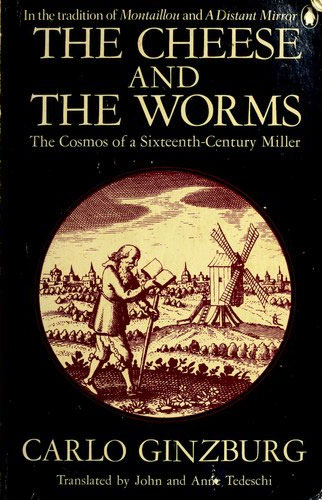 In the tradition of Montaillou and A Distant Mirror
THE CHEESE
AND
THE WORMS
The Cosmos of a Sixteenth-Century Miller
CARLO GINZBURG
Translated by John and Anne Tedeschi